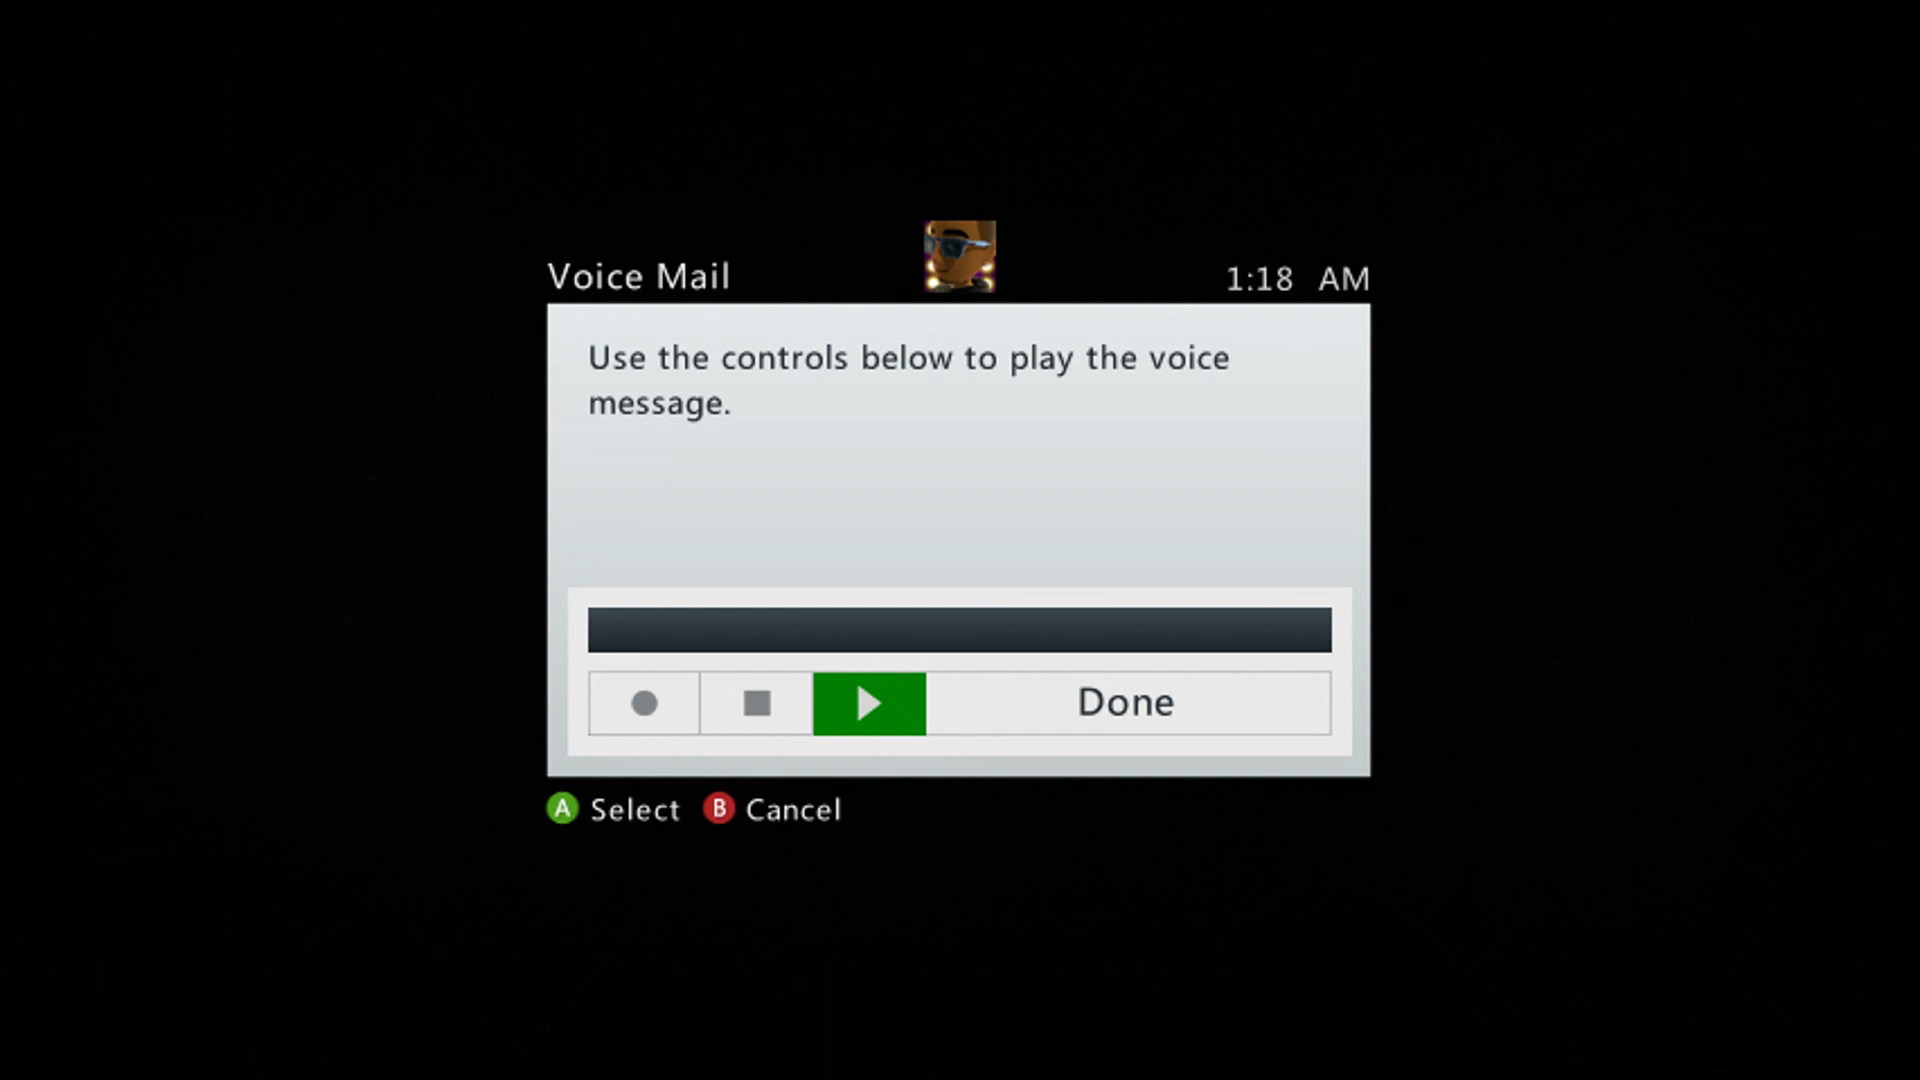 Voice Mail
1:18 AM
Use the controls below to play the voice
message.
Done
A Select B Cancel